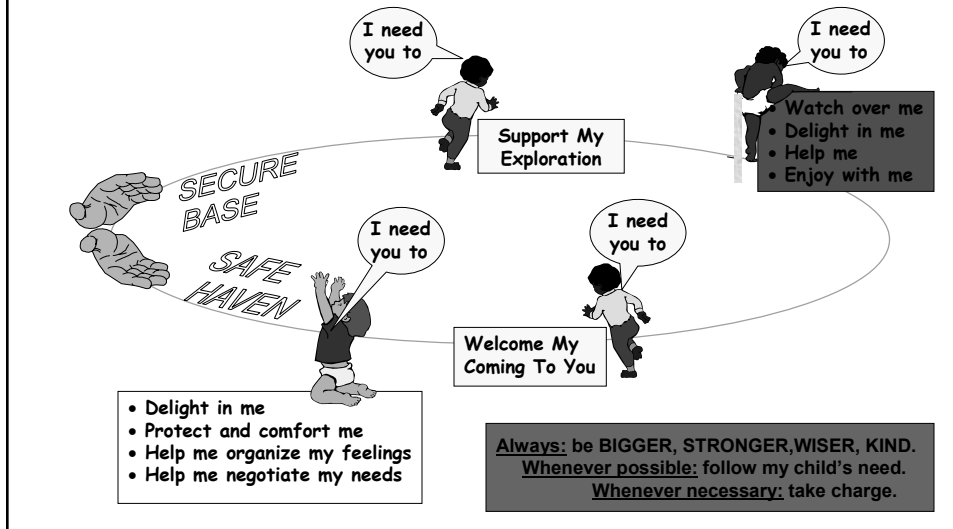 I need
you to
Support My
Exploration
I need
you to
• Watch over me
• Delight in me
• Help me
• Enjoy with me
SECURE
BASE
SAFE
HAVEN
I need
you to
Welcome My
Coming To You
I need
you to
• Delight in me
• Protect and comfort me
• Help me organize my feelings
• Help me negotiate my needs
Always: be BIGGER, STRONGER,WISER, KIND.
Whenever possible: follow my child’s need.
Whenever necessary: take charge.